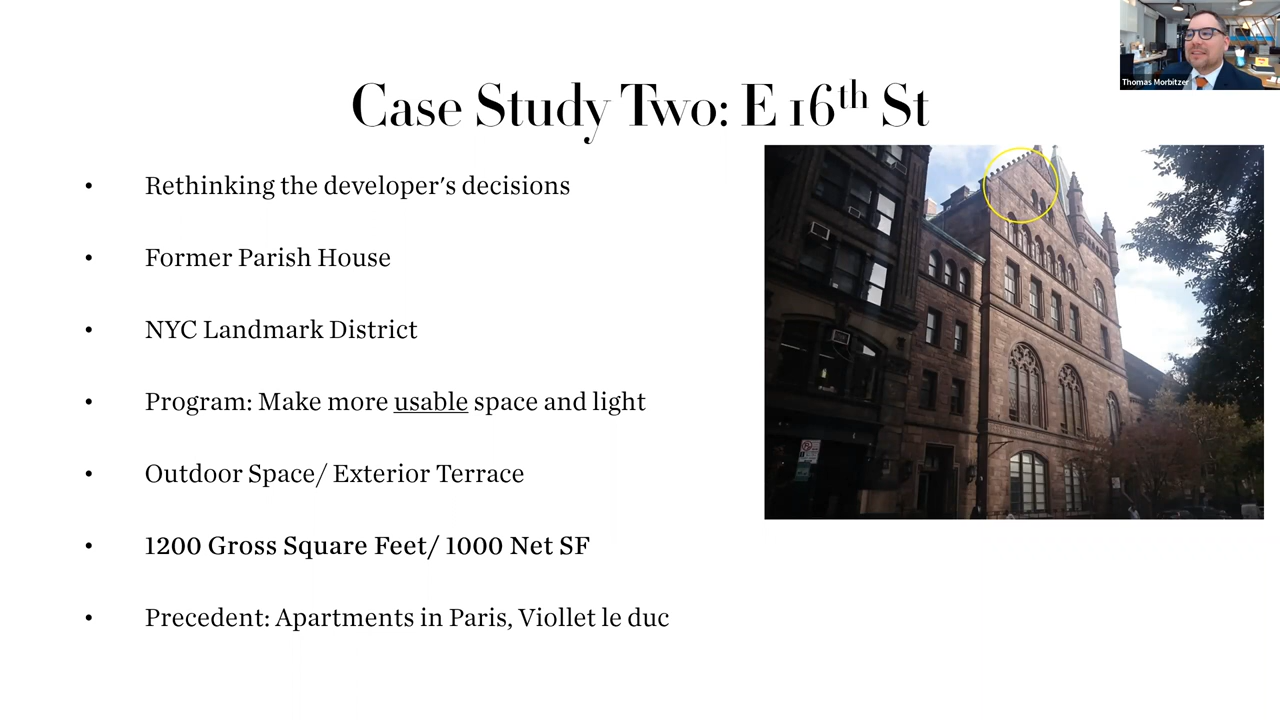 Thomas Morbitzer
Case Study Two: E 16th St
• Rethinking the developer's decisions
• Former Parish House
• NYC Landmark District
• Program: Make more usable space and light
• Outdoor Space/ Exterior Terrace
• 1200 Gross Square Feet/ 1000 Net SF
• Precedent: Apartments in Paris, Viollet le duc